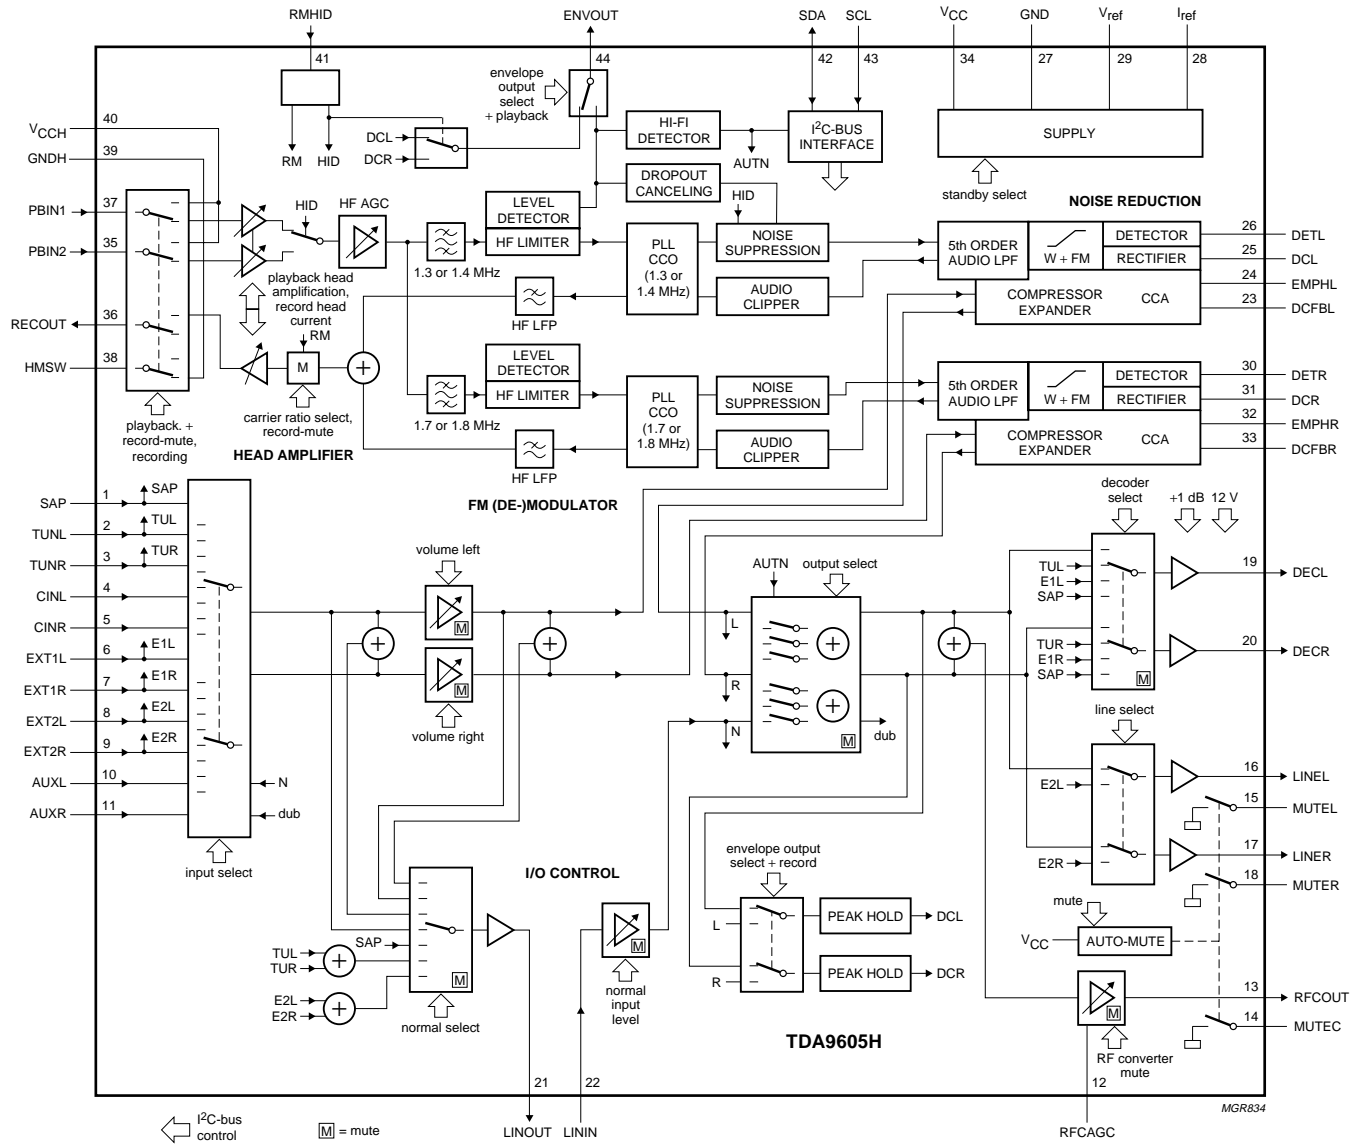 RMHID
ENVOUT
SDA
SCL
VCC
GND
Vref
Iref
41
44
42
43
34
27
29
28
envelope
output
select
+ playback
40
VCCH
39
GNDH
RM
HID
DCL
DCR
HI-FI
DETECTOR
AUTN
I2C-BUS
INTERFACE
SUPPLY
standby select
DROPOUT
CANCELING
HID
NOISE REDUCTION
37
PBIN1
35
PBIN2
36
RECOUT
38
HMSW
HID
HF AGC
playback head
amplification,
record head
current
RM
M
carrier ratio select,
record-mute
playback. +
record-mute,
recording
HEAD AMPLIFIER
1.3 or 1.4 MHz
LEVEL
DETECTOR
HF LIMITER
PLL
CCO
(1.3 or
1.4 MHz)
NOISE
SUPPRESSION
AUDIO
CLIPPER
HF LFP
5th ORDER
AUDIO LPF
W + FM
DETECTOR
RECTIFIER
COMPRESSOR
EXPANDER
CCA
26
DETL
25
DCL
24
EMPHL
23
DCFBL
1.7 or 1.8 MHz
LEVEL
DETECTOR
HF LIMITER
PLL
CCO
(1.7 or
1.8 MHz)
NOISE
SUPPRESSION
AUDIO
CLIPPER
HF LFP
5th ORDER
AUDIO LPF
W + FM
DETECTOR
RECTIFIER
COMPRESSOR
EXPANDER
CCA
30
DETR
31
DCR
32
EMPHR
33
DCFBR
FM (DE-)MODULATOR
SAP
1
SAP
TUNL
2
TUL
TUNR
3
TUR
CINL
4
CINR
5
EXT1L
6
E1L
EXT1R
7
E1R
EXT2L
8
E2L
EXT2R
9
E2R
AUXL
10
N
AUXR
11
dub
input select
volume left
M
M
volume right
AUTN
output select
L
R
N
dub
M
decoder
select
+1 dB
12 V
TUL
E1L
SAP
TUR
E1R
SAP
M
19
DECL
20
DECR
line select
E2L
E2R
16
LINEL
15
MUTEL
17
LINER
18
MUTER
mute
VCC
AUTO-MUTE
13
RFCOUT
14
MUTEC
M
RF converter
mute
12
RFCAGC
envelope output
select + record
L
R
PEAK HOLD
DCL
PEAK HOLD
DCR
I/O CONTROL
M
normal
input
level
SAP
TUL
TUR
E2L
E2R
M
normal select
21
LINOUT
22
LININ
TDA9605H
MGR834
I2C-bus
control
M = mute